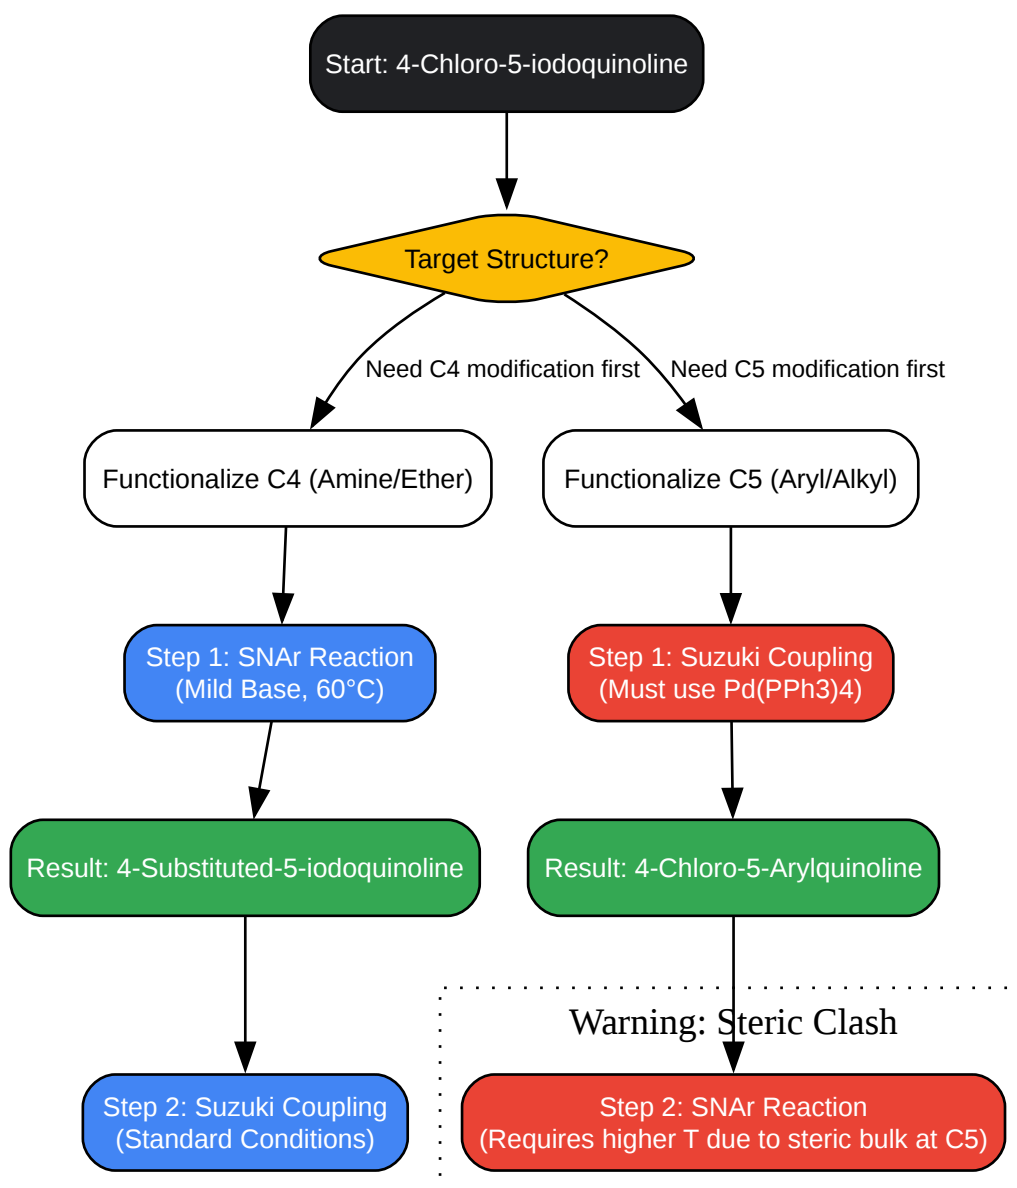 Start: 4-Chloro-5-iodoquinoline
Target Structure?
Need C4 modification first
Need C5 modification first
Functionalize C4 (Amine/Ether)
Functionalize C5 (Aryl/Alkyl)
Step 1: SNAr Reaction
(Mild Base, 60°C)
Step 1: Suzuki Coupling
(Must use Pd(PPh3)4)
Result: 4-Substituted-5-iodoquinoline
Result: 4-Chloro-5-Arylquinoline
Warning: Steric Clash
Step 2: Suzuki Coupling
(Standard Conditions)
Step 2: SNAr Reaction
(Requires higher T due to steric bulk at C5)